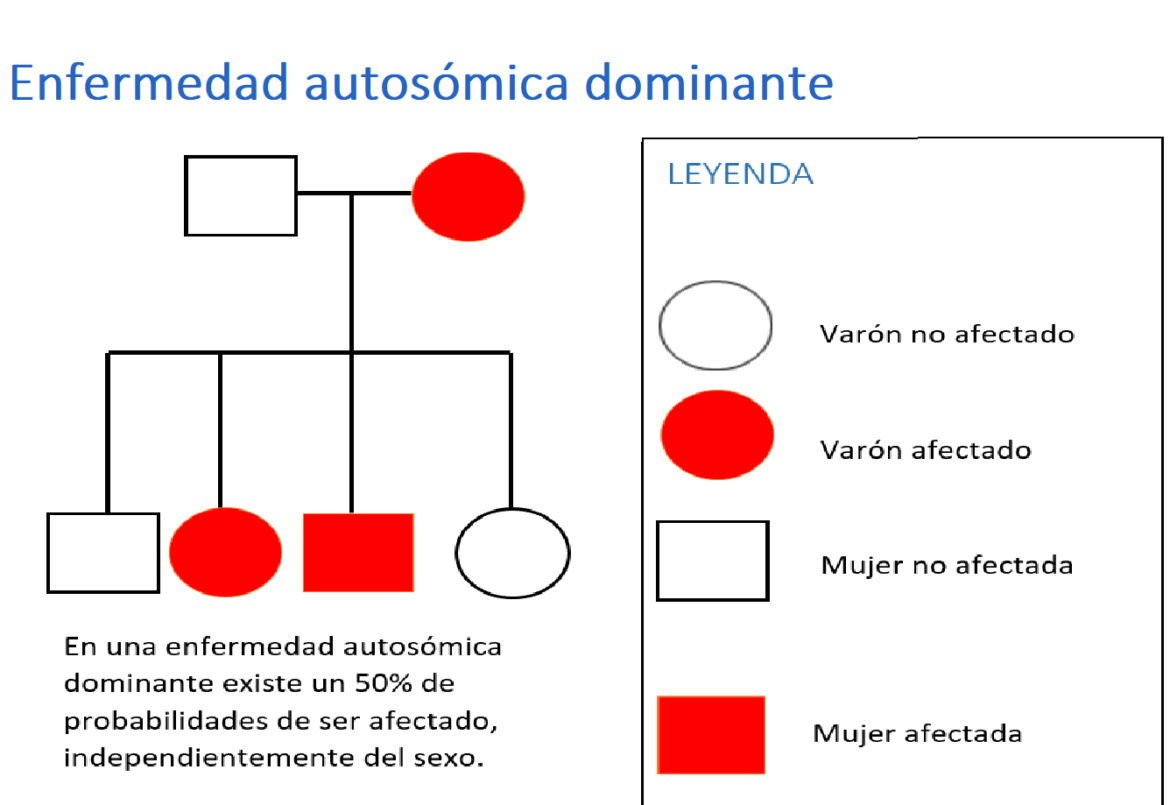 Enfermedad autosómica dominante
LEYENDA
Varón no afectado
Varón afectado
Mujer no afectada
Mujer afectada
En una enfermedad autosómica
dominante existe un 50% de
probabilidades de ser afectado,
independientemente del sexo.